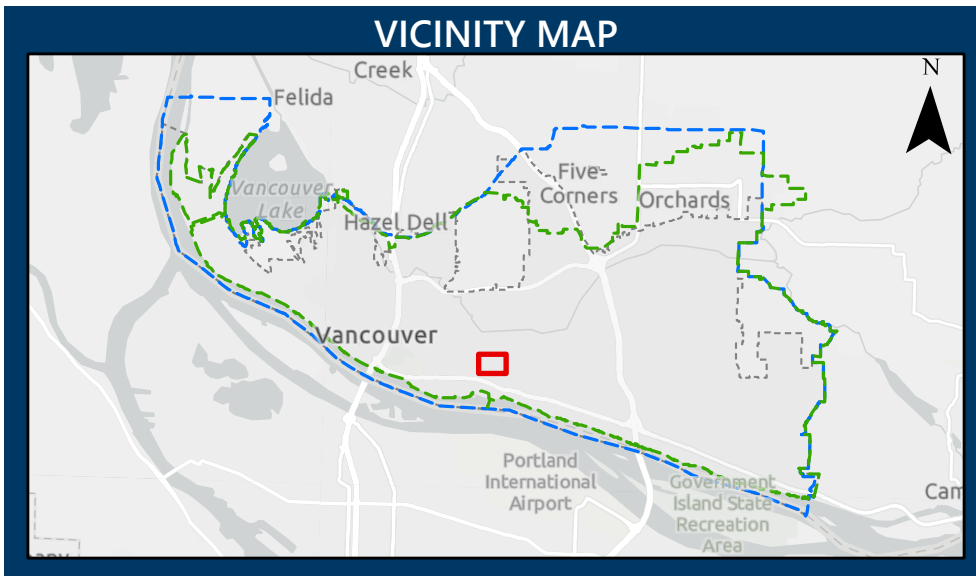 VICINITY MAP
Creek
N
Felida
Five
Corners
Vancouver
Lake
Orchards
Hazel Dell
Vancouver
Portland
International
Airport
Government
Island State
Recreation
Area
Cam